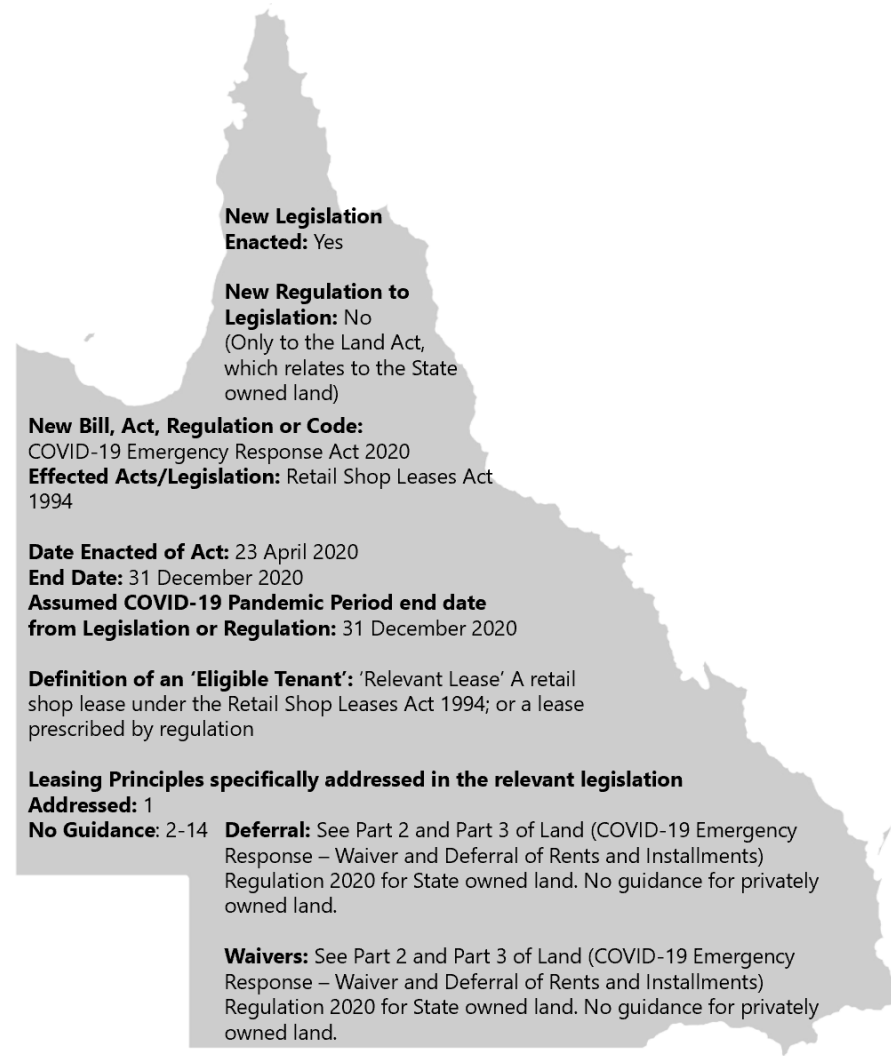 New Legislation
Enacted: Yes
New Regulation to
Legislation: No
(Only to the Land Act,
which relates to the State
owned land)
New Bill, Act, Regulation or Code:
COVID-19 Emergency Response Act 2020
Effected Acts/Legislation: Retail Shop Leases Act
1994
Date Enacted of Act: 23 April 2020
End Date: 31 December 2020
Assumed COVID-19 Pandemic Period end date
from Legislation or Regulation: 31 December 2020
Definition of an ‘Eligible Tenant’: ‘Relevant Lease’ A retail
shop lease under the Retail Shop Leases Act 1994; or a lease
prescribed by regulation
Leasing Principles specifically addressed in the relevant legislation
Addressed: 1
No Guidance: 2-14
Deferral: See Part 2 and Part 3 of Land (COVID-19 Emergency
Response – Waiver and Deferral of Rents and Installments)
Regulation 2020 for State owned land. No guidance for privately
owned land.
Waivers: See Part 2 and Part 3 of Land (COVID-19 Emergency
Response – Waiver and Deferral of Rents and Installments)
Regulation 2020 for State owned land. No guidance for privately
owned land.